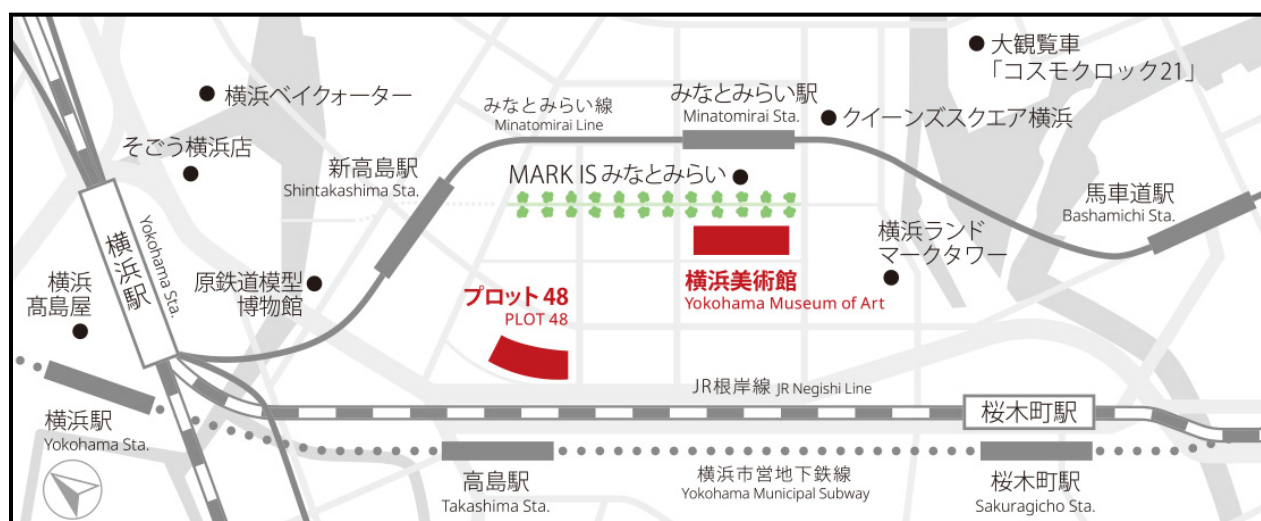 大観覧車
「コスモクロック21」
横浜ベイクォーター
みなとみらい線
Minatomirai Line
みなとみらい駅
Minatomirai Sta.
クイーンズスクエア横浜
そごう横浜店
新高島駅
Shintakashima Sta.
MARK IS みなとみらい
馬車道駅
Bashamichi Sta.
横浜駅
Yokohama Sta.
横浜ランド
マークタワー
横浜
髙島屋
原鉄道模型
博物館
プロット 48
PLOT 48
横浜美術館
Yokohama Museum of Art
JR根岸線 JR Negishi Line
桜木町駅
横浜駅
Yokohama Sta.
高島駅
Takashima Sta.
横浜市営地下鉄線
Yokohama Municipal Subway
桜木町駅
Sakuragicho Sta.